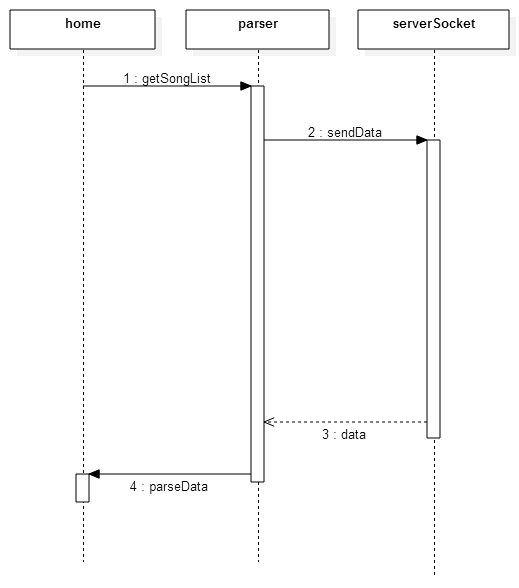 home
parser
serverSocket
1 : getSongList
2 : sendData
3 : data
4 : parseData